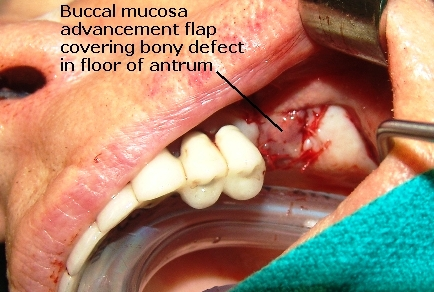 Buccal mucosa
advancement flap
covering bony defect
in floor of antrum